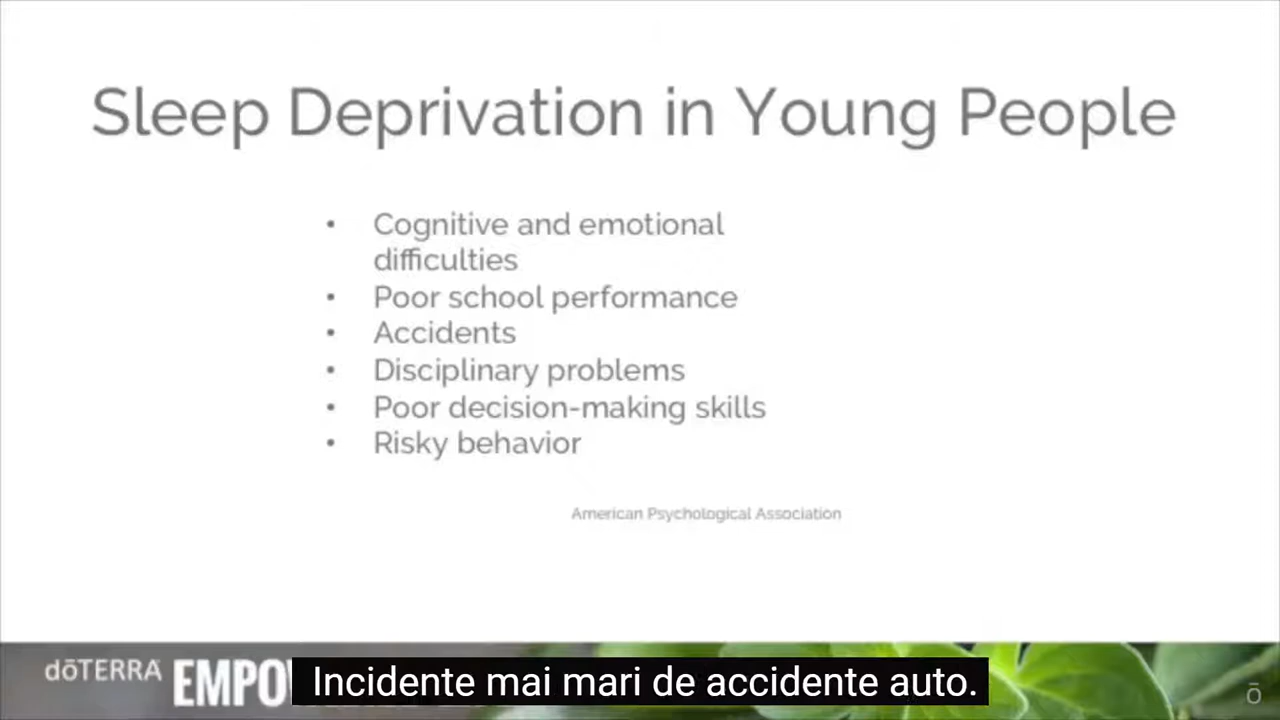 Sleep Deprivation in Young People
• Cognitive and emotional
difficulties
• Poor school performance
• Accidents
• Disciplinary problems
• Poor decision-making skills
• Risky behavior
American Psychological Association
dōTERRA EMPO
Incidente mai mari de accidente auto.
ō